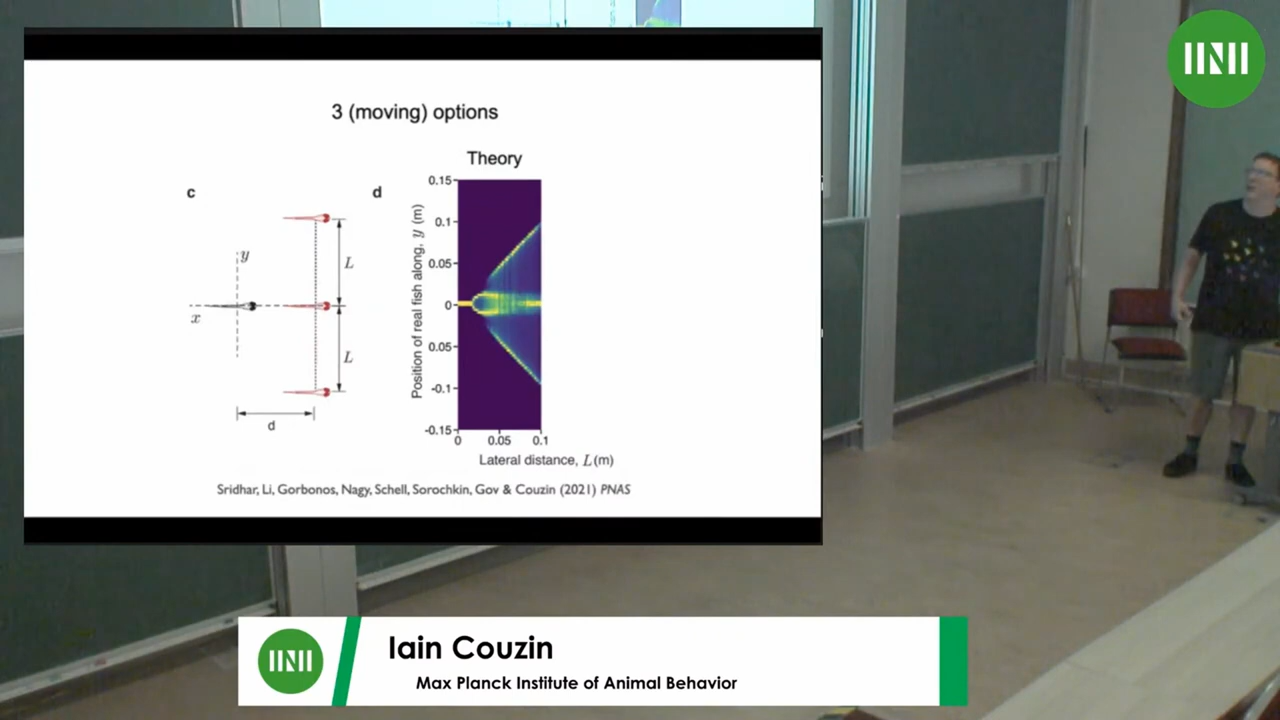 3 (moving) options
Theory
c
d
0.15
0.1
0.05
0
0.05
-0.1
-0.15
Position of real fish along, y (m)
0
0.05
0.1
Lateral distance, L (m)
y
x
L
L
d
Sridhar, Li, Gorbonos, Nagy, Schell, Sorochkin, Gov & Couzin (2021) PNAS
IINII
IINII
Iain Couzin
Max Planck Institute of Animal Behavior